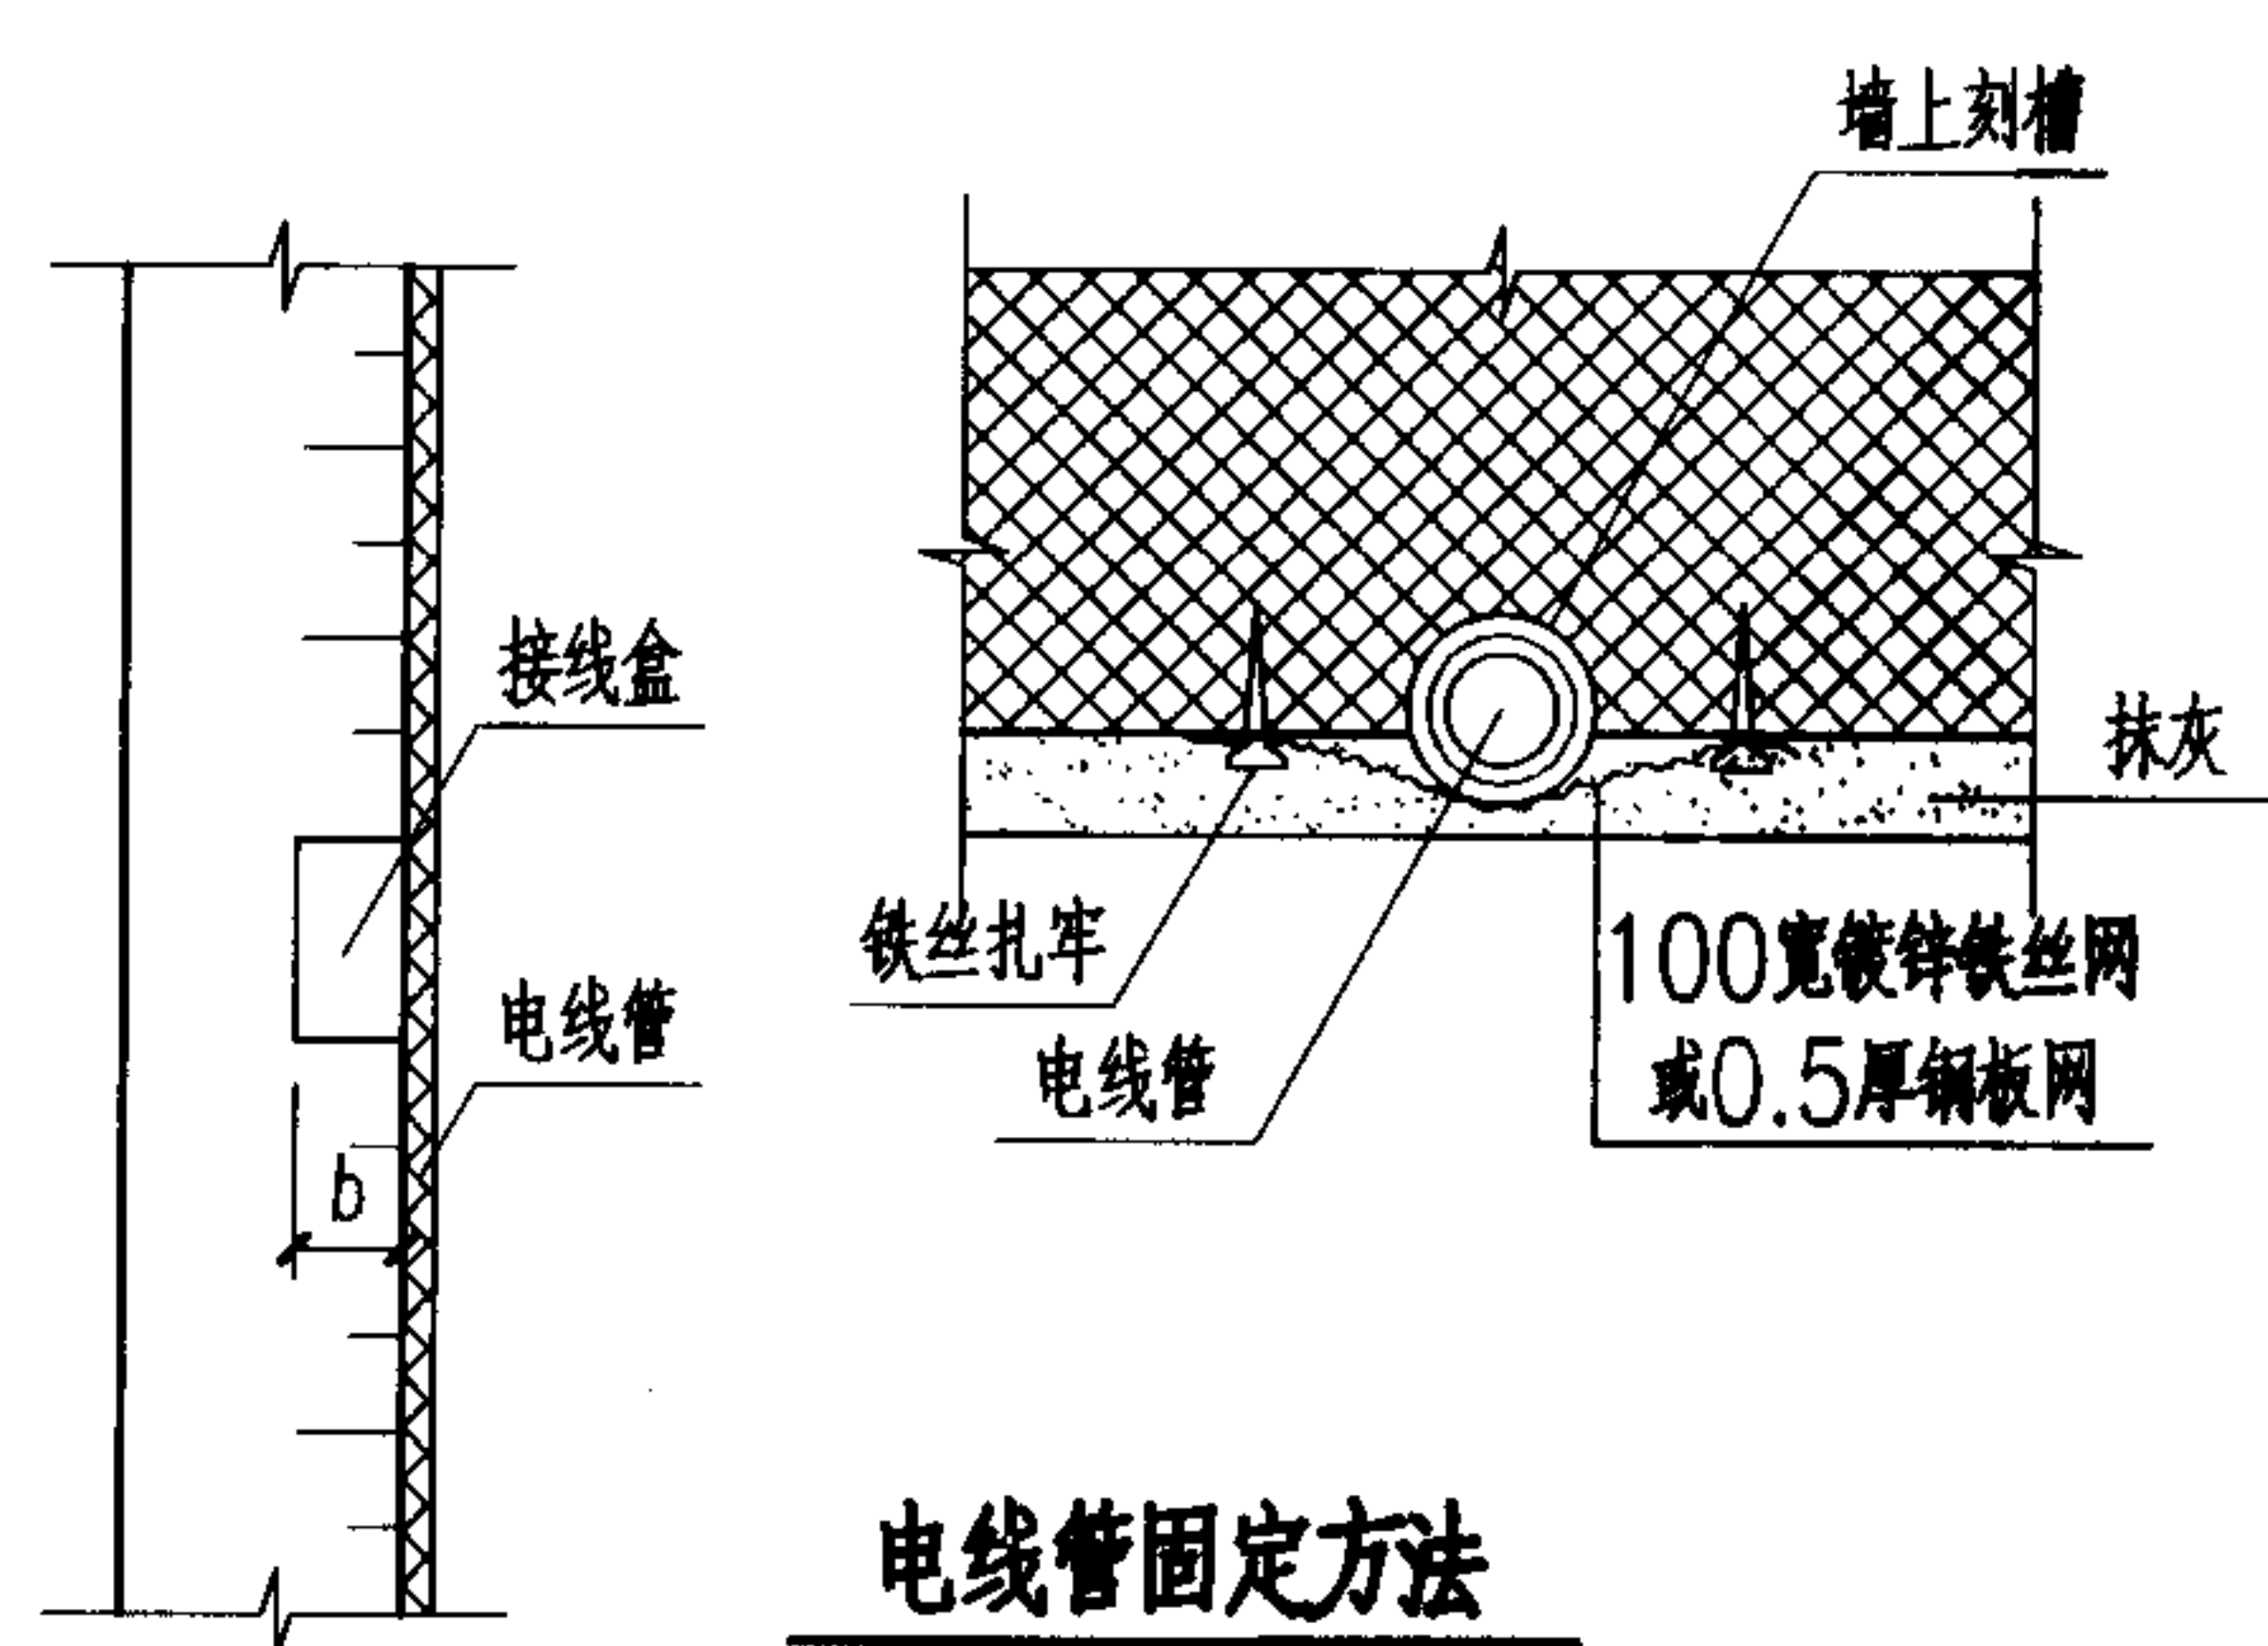 墙上刻槽
接线盒
抹灰
铁丝扎牢
100宽镀锌铁丝网
或0.5厚钢板网
电线管
电线管
b
电线管固定方法